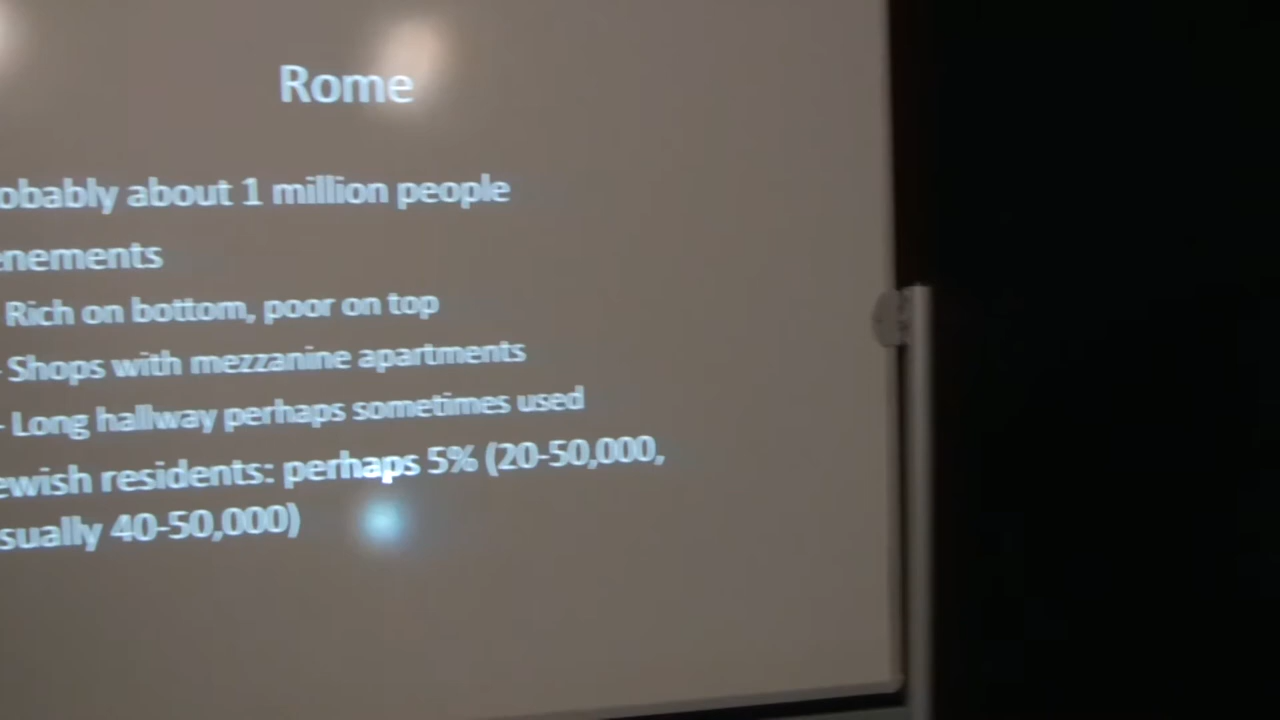 Rome
obably about 1 million people
enements
Rich on bottom, poor on top
- Shops with mezzanine apartments
- Long hallway perhaps sometimes used
ewish residents: perhaps 5% (20-50,000,
sually 40-50,000)